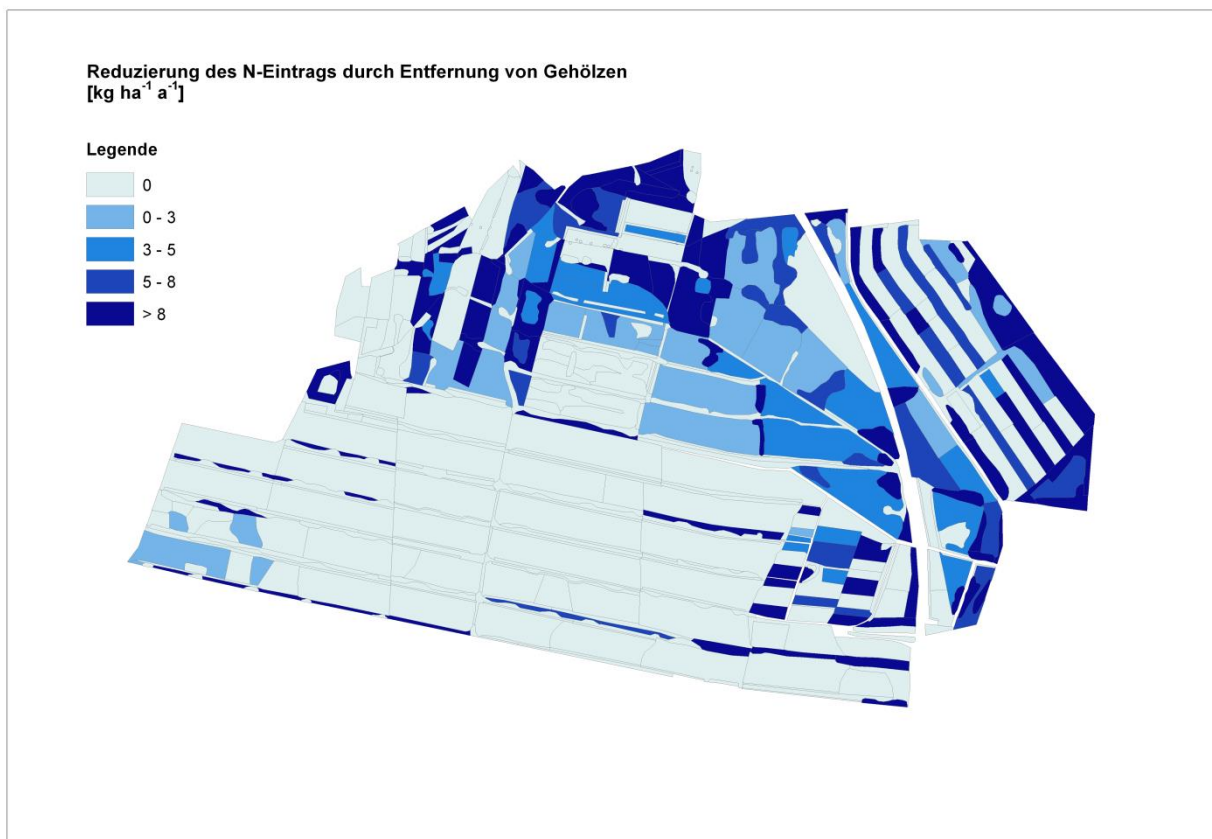 Reduzierung des N-Eintrags durch Entfernung von Gehölzen
[kg ha⁻¹ a⁻¹]
Legende
0
0 - 3
3 - 5
5 - 8
> 8